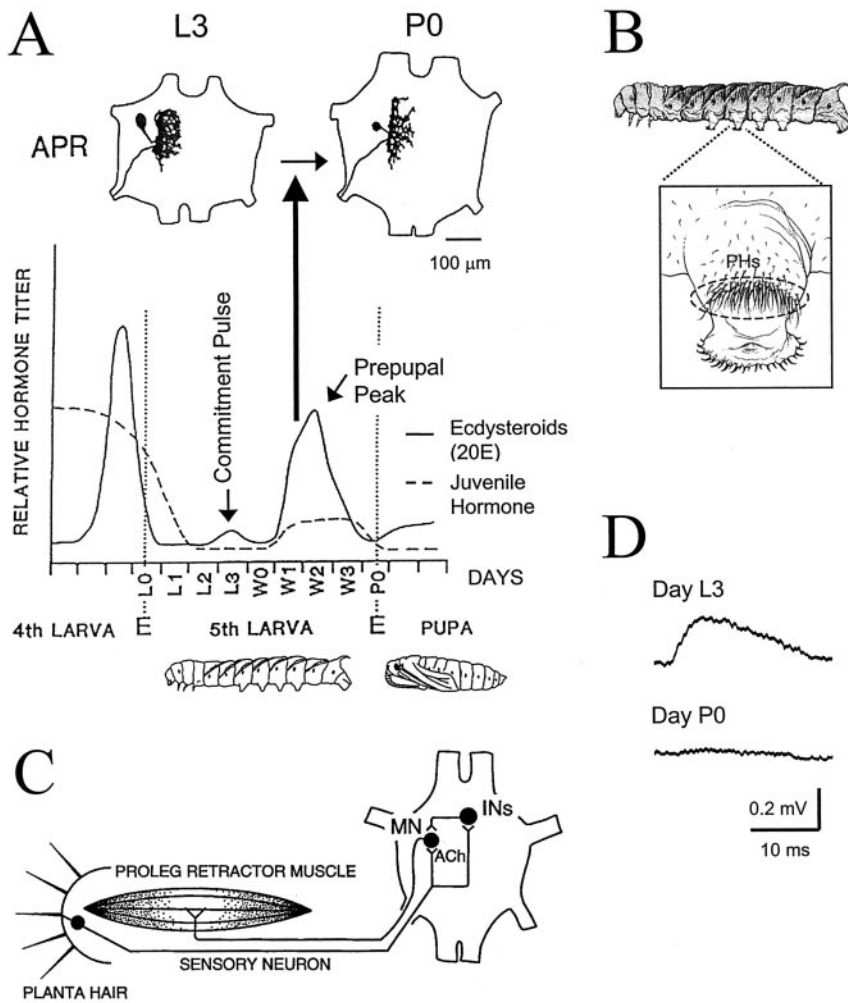 A
L3
P0
APR
100 μm
RELATIVE HORMONE TITER
Commitment Pulse
Prepupal
Peak
Ecdysteroids
(20E)
Juvenile
Hormone
L0 L1 L2 L3 W0 W1 W2 W3 P0
DAYS
4th LARVA E 5th LARVA E PUPA
B
PHs
C
MN
INs
ACh
PROLEG RETRACTOR MUSCLE
SENSORY NEURON
PLANTA HAIR
D
Day L3
Day P0
0.2 mV
10 ms